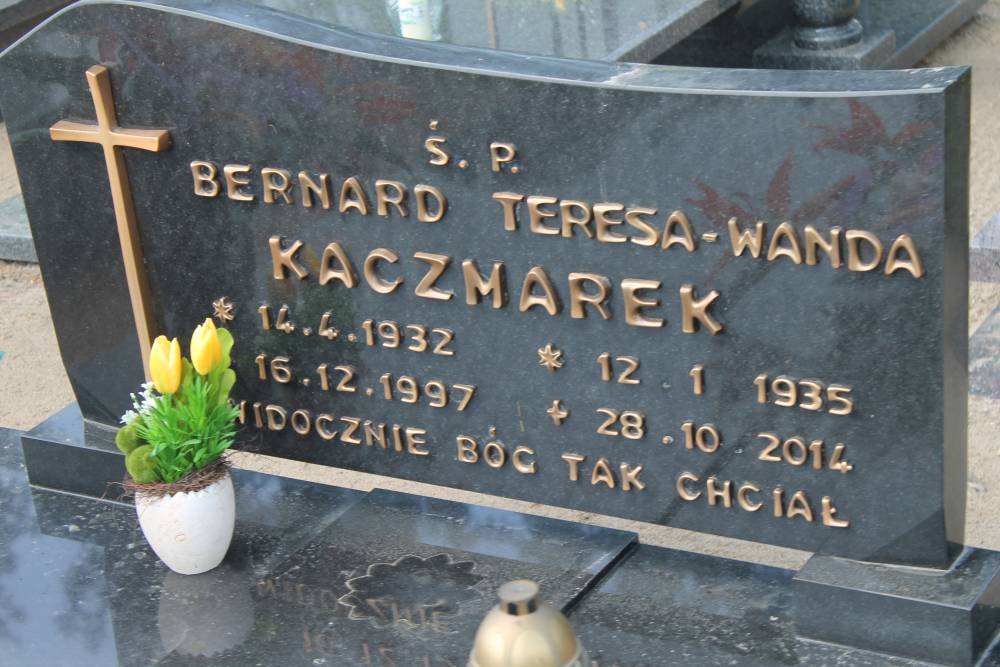 Ś. P.
BERNARD TERESA-WANDA
KACZMAREK
* 14.4.1932 * 12 1 1935
16.12.1997 + 28.10 2014
WIDOCZNIE BÓG TAK CHCIAŁ